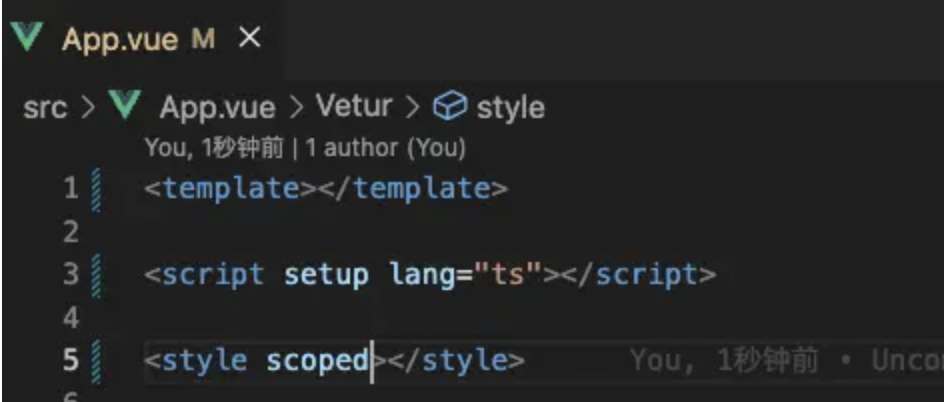 App.vue M ×
src > App.vue > Vetur > style
You, 1秒钟前 | 1 author (You)
1 <template></template>
2
3 <script setup lang="ts"></script>
4
5 <style scoped></style> You, 1秒钟前 • Unco
6